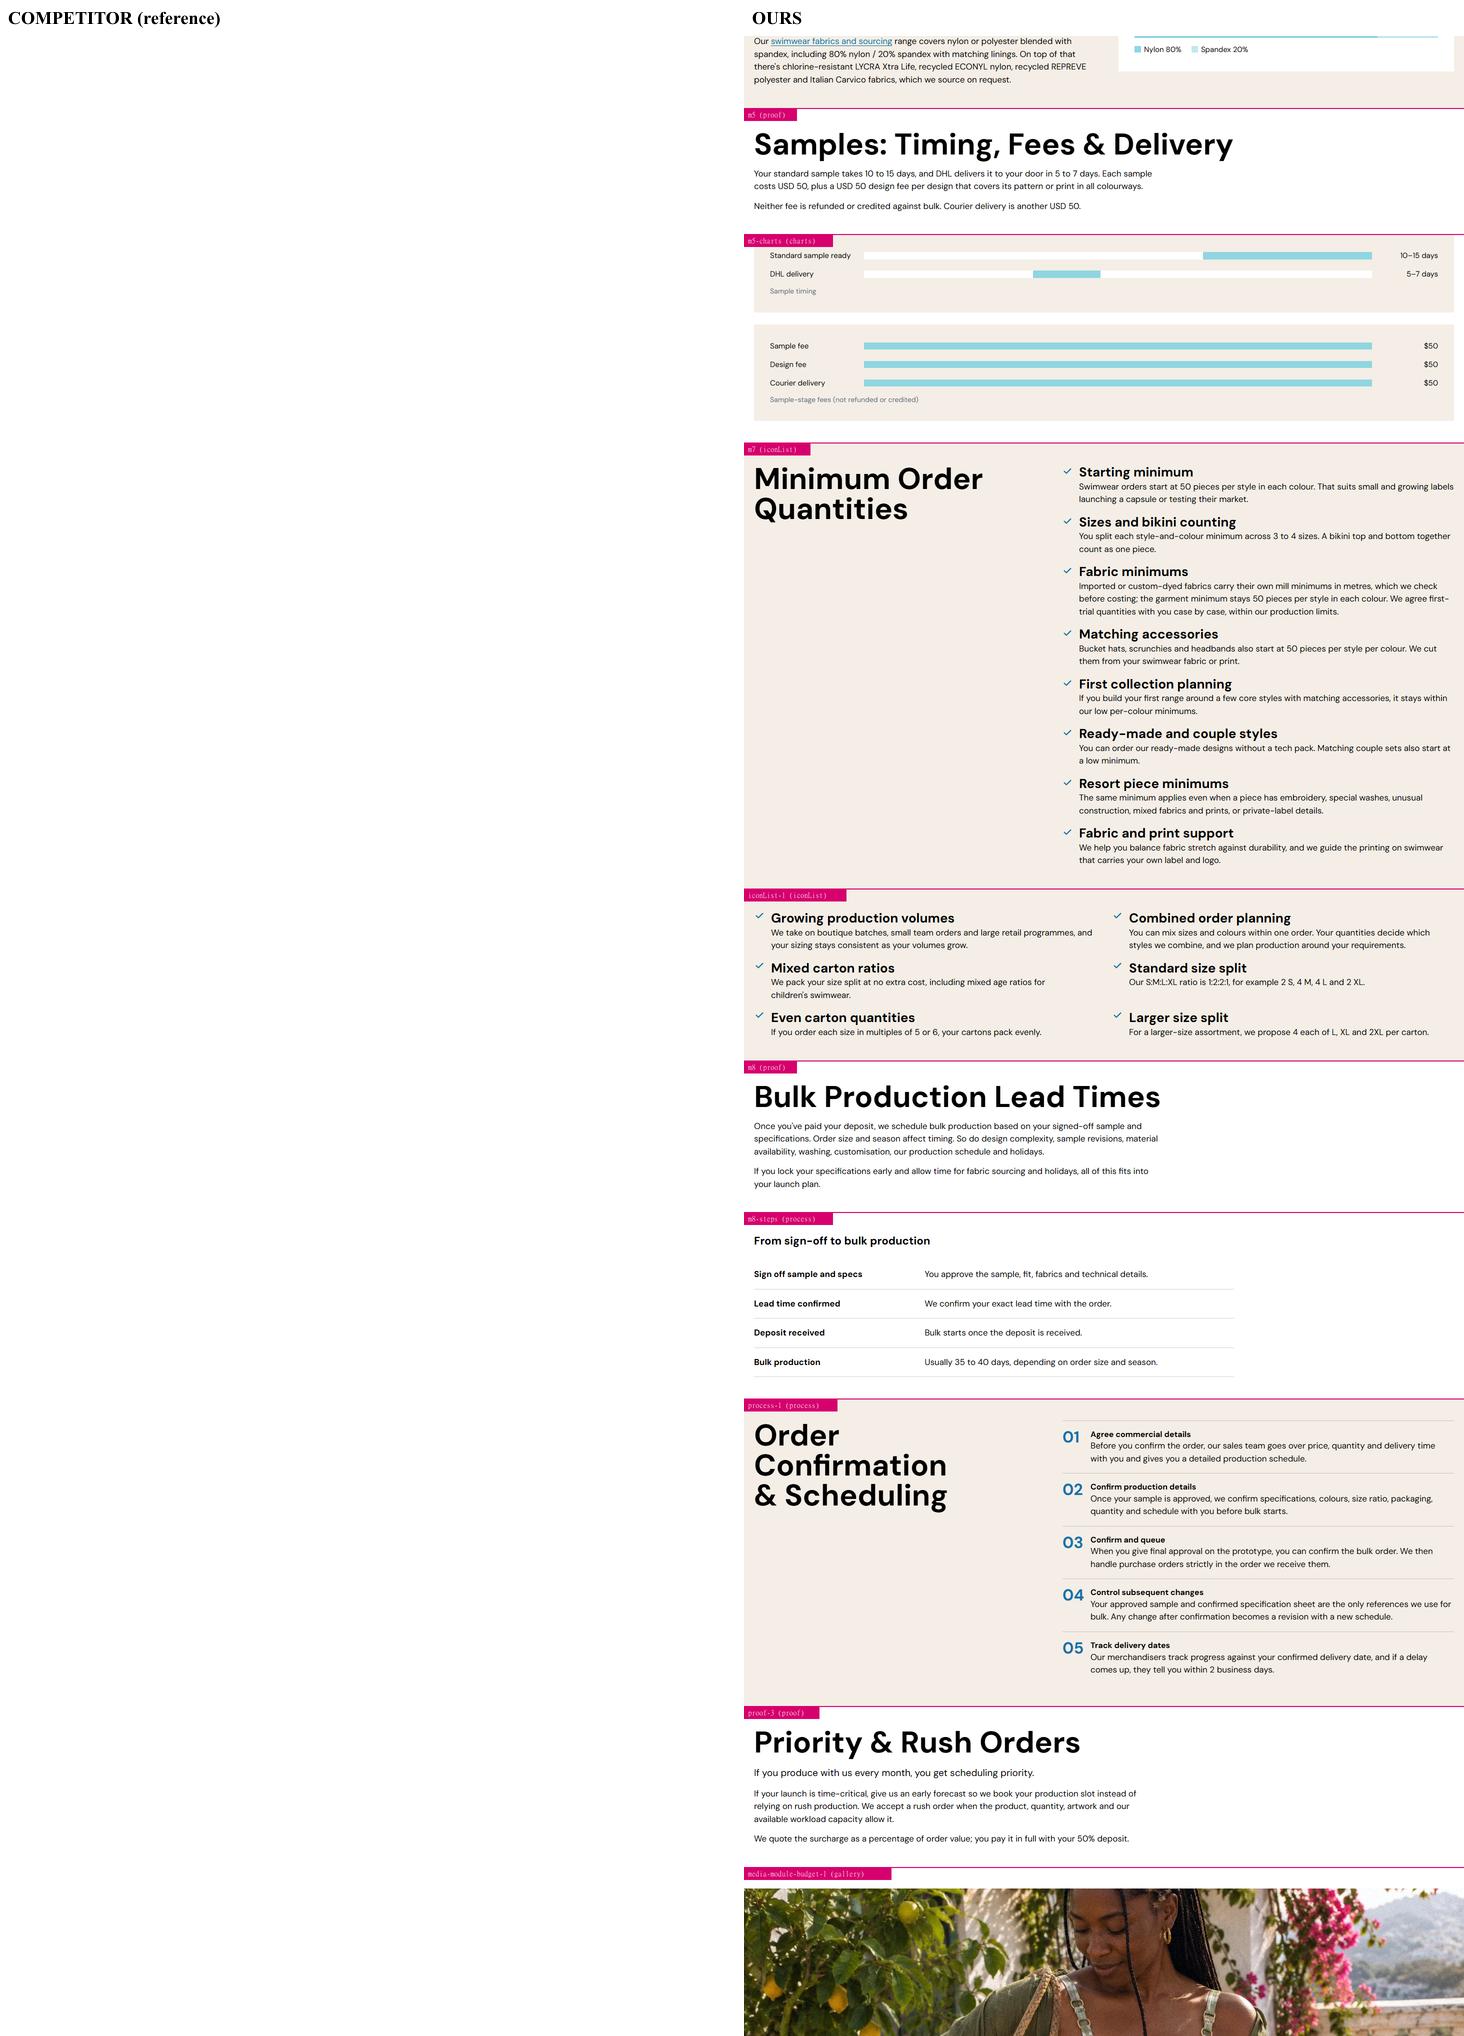 COMPETITOR (reference)
OURS
Our swimwear fabrics and sourcing range covers nylon or polyester blended with
spandex, including 80% nylon / 20% spandex with matching linings. On top of that
there's chlorine-resistant LYCRA Xtra Life, recycled ECONYL nylon, recycled REPREVE
polyester and Italian Carvico fabrics, which we source on request.
Nylon 80% Spandex 20%
m5 (proof)
Samples: Timing, Fees & Delivery
Your standard sample takes 10 to 15 days, and DHL delivers it to your door in 5 to 7 days. Each sample
costs USD 50, plus a USD 50 design fee per design that covers its pattern or print in all colourways.
Neither fee is refunded or credited against bulk. Courier delivery is another USD 50.
m5-charts (charts)
Standard sample ready 10–15 days
DHL delivery 5–7 days
Sample timing
Sample fee $50
Design fee $50
Courier delivery $50
Sample-stage fees (not refunded or credited)
m7 (iconList)
Minimum Order
Quantities
Starting minimum
Swimwear orders start at 50 pieces per style in each colour. That suits small and growing labels
launching a capsule or testing their market.
Sizes and bikini counting
You split each style-and-colour minimum across 3 to 4 sizes. A bikini top and bottom together
count as one piece.
Fabric minimums
Imported or custom-dyed fabrics carry their own mill minimums in metres, which we check
before costing; the garment minimum stays 50 pieces per style in each colour. We agree first-
trial quantities with you case by case, within our production limits.
Matching accessories
Bucket hats, scrunchies and headbands also start at 50 pieces per style per colour. We cut
them from your swimwear fabric or print.
First collection planning
If you build your first range around a few core styles with matching accessories, it stays within
our low per-colour minimums.
Ready-made and couple styles
You can order our ready-made designs without a tech pack. Matching couple sets also start at
a low minimum.
Resort piece minimums
The same minimum applies even when a piece has embroidery, special washes, unusual
construction, mixed fabrics and prints, or private-label details.
Fabric and print support
We help you balance fabric stretch against durability, and we guide the printing on swimwear
that carries your own label and logo.
iconList-1 (iconList)
Growing production volumes
We take on boutique batches, small team orders and large retail programmes, and
your sizing stays consistent as your volumes grow.
Combined order planning
You can mix sizes and colours within one order. Your quantities decide which
styles we combine, and we plan production around your requirements.
Mixed carton ratios
We pack your size split at no extra cost, including mixed age ratios for
children's swimwear.
Standard size split
Our S:M:L:XL ratio is 1:2:2:1, for example 2 S, 4 M, 4 L and 2 XL.
Even carton quantities
If you order each size in multiples of 5 or 6, your cartons pack evenly.
Larger size split
For a larger-size assortment, we propose 4 each of L, XL and 2XL per carton.
m8 (proof)
Bulk Production Lead Times
Once you've paid your deposit, we schedule bulk production based on your signed-off sample and
specifications. Order size and season affect timing. So do design complexity, sample revisions, material
availability, washing, customisation, our production schedule and holidays.
If you lock your specifications early and allow time for fabric sourcing and holidays, all of this fits into
your launch plan.
m8-steps (process)
From sign-off to bulk production
Sign off sample and specs You approve the sample, fit, fabrics and technical details.
Lead time confirmed We confirm your exact lead time with the order.
Deposit received Bulk starts once the deposit is received.
Bulk production Usually 35 to 40 days, depending on order size and season.
process-1 (process)
Order
Confirmation
& Scheduling
01 Agree commercial details
Before you confirm the order, our sales team goes over price, quantity and delivery time
with you and gives you a detailed production schedule.
02 Confirm production details
Once your sample is approved, we confirm specifications, colours, size ratio, packaging,
quantity and schedule with you before bulk starts.
03 Confirm and queue
When you give final approval on the prototype, you can confirm the bulk order. We then
handle purchase orders strictly in the order we receive them.
04 Control subsequent changes
Your approved sample and confirmed specification sheet are the only references we use for
bulk. Any change after confirmation becomes a revision with a new schedule.
05 Track delivery dates
Our merchandisers track progress against your confirmed delivery date, and if a delay
comes up, they tell you within 2 business days.
proof-3 (proof)
Priority & Rush Orders
If you produce with us every month, you get scheduling priority.
If your launch is time-critical, give us an early forecast so we book your production slot instead of
relying on rush production. We accept a rush order when the product, quantity, artwork and our
available workload capacity allow it.
We quote the surcharge as a percentage of order value; you pay it in full with your 50% deposit.
media-module-budget-1 (gallery)